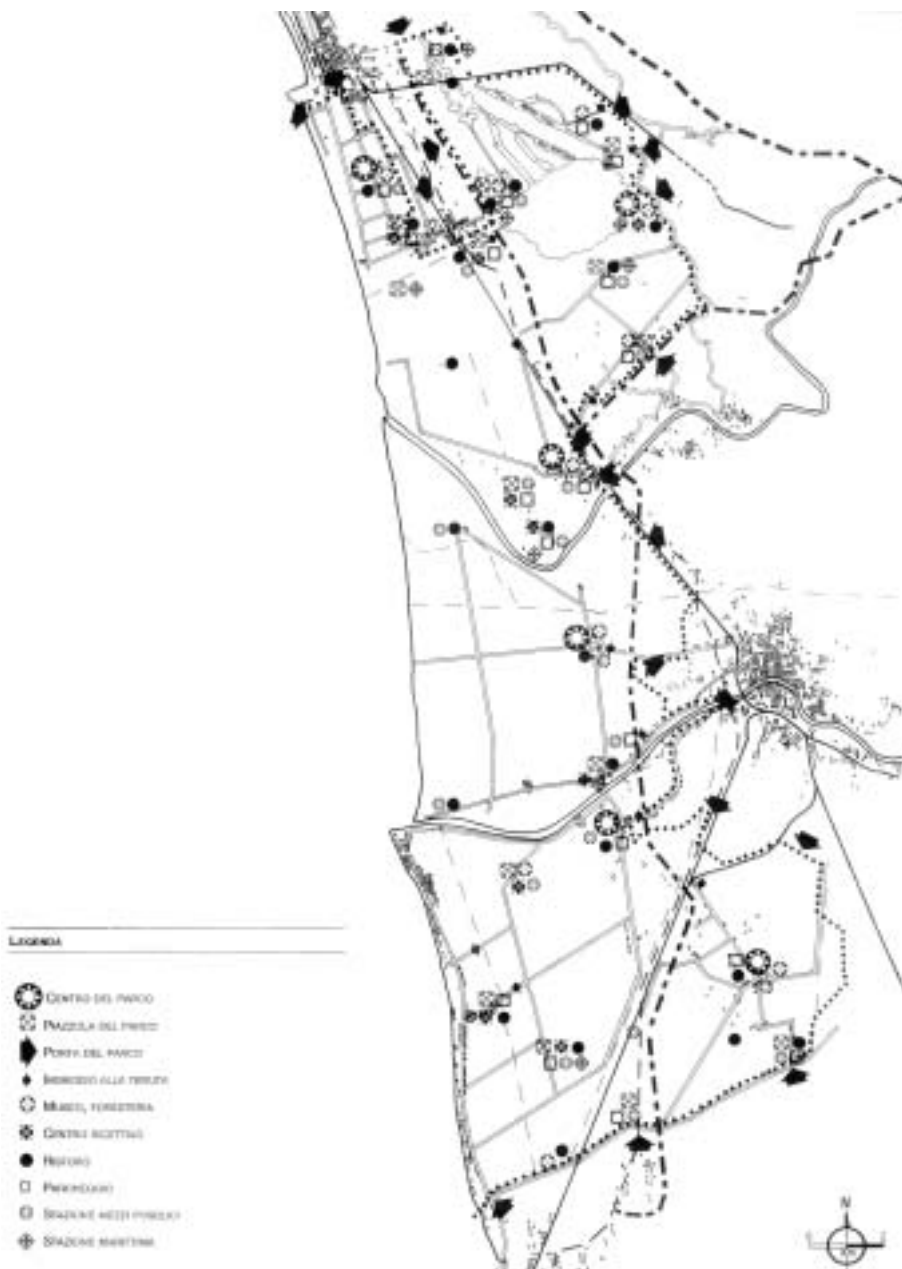 LEGENDA
CENTRO DEL PARCO
PIAZZOLA DEL PARCO
PORTA DEL PARCO
INGRESSO ALLA TENUTA
MUSEO, FORESTERIA
CENTRO RICETTIVO
RISTORO
PARCHEGGIO
STAZIONE MEZZI PUBBLICI
STAZIONE MARITTIMA
N